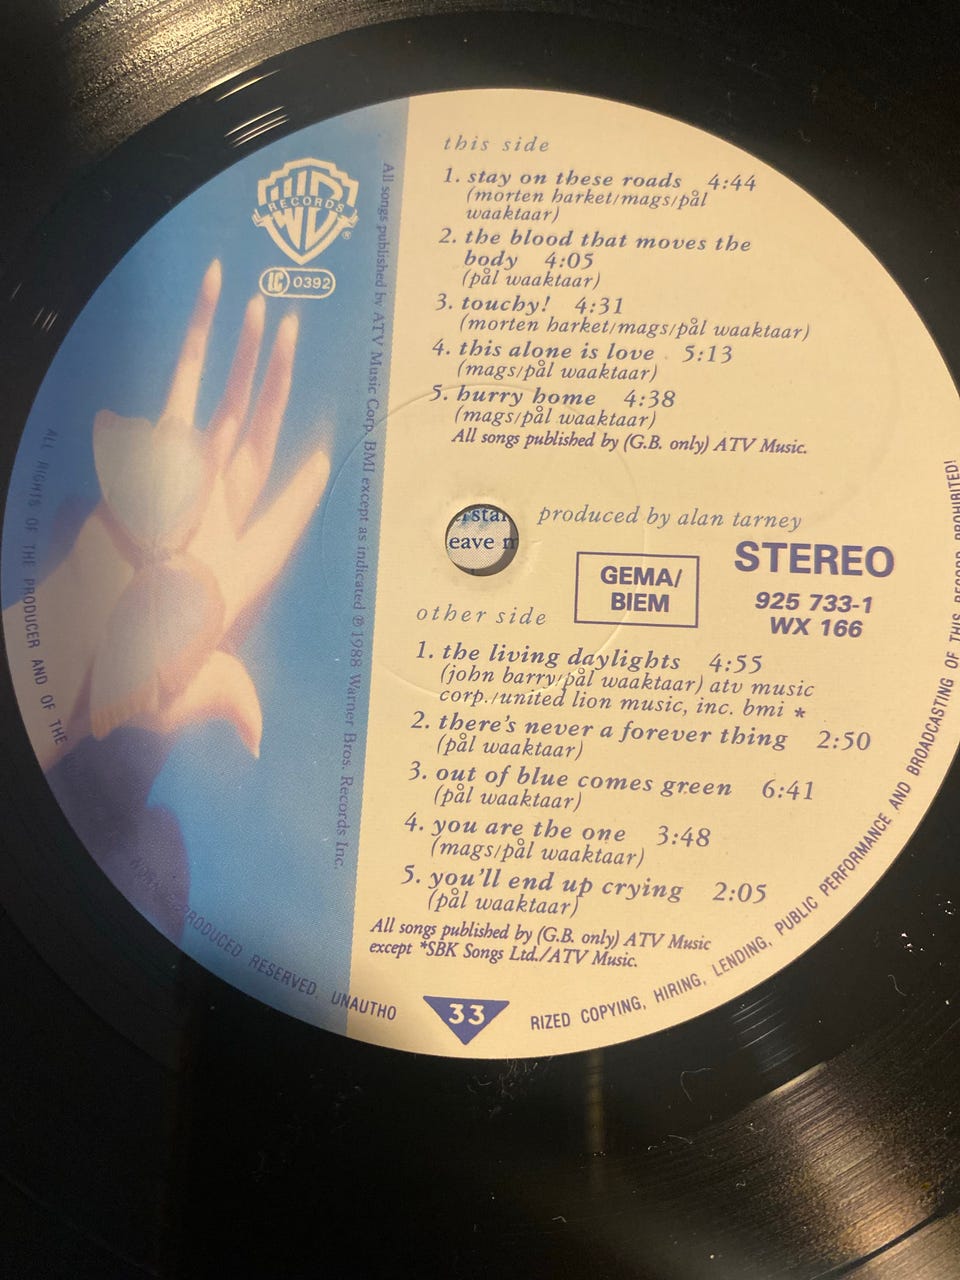 this side
1. stay on these roads 4:44
(morten harket/mags/pål
waaktaar)
2. the blood that moves the
body 4:05
(pål waaktaar)
3. touchy! 4:31
(morten harket/mags/pål waaktaar)
4. this alone is love 5:13
(mags/pål waaktaar)
5. hurry home 4:38
(mags/pål waaktaar)
All songs published by (G.B. only) ATV Music.
produced by alan tarney
STEREO
GEMA/
BIEM
925 733-1
WX 166
other side
1. the living daylights 4:55
(john barry/pål waaktaar) atv music
corp./united lion music, inc. bmi *
2. there's never a forever thing 2:50
(pål waaktaar)
3. out of blue comes green 6:41
(pål waaktaar)
4. you are the one 3:48
(mags/pål waaktaar)
5. you'll end up crying 2:05
(pål waaktaar)
All songs published by (G.B. only) ATV Music
except *SBK Songs Ltd./ATV Music.
33
WB
RECORDS
®
LC 0392
All songs published by ATV Music Corp. BMI except as indicated ℗ 1988 Warner Bros. Records Inc.
ALL RIGHTS OF THE PRODUCER AND OF THE
WORK REPRODUCED RESERVED. UNAUTHO
RIZED COPYING, HIRING, LENDING, PUBLIC PERFORMANCE AND BROADCASTING OF THIS RECORD PROHIBITED!
erstan
eave